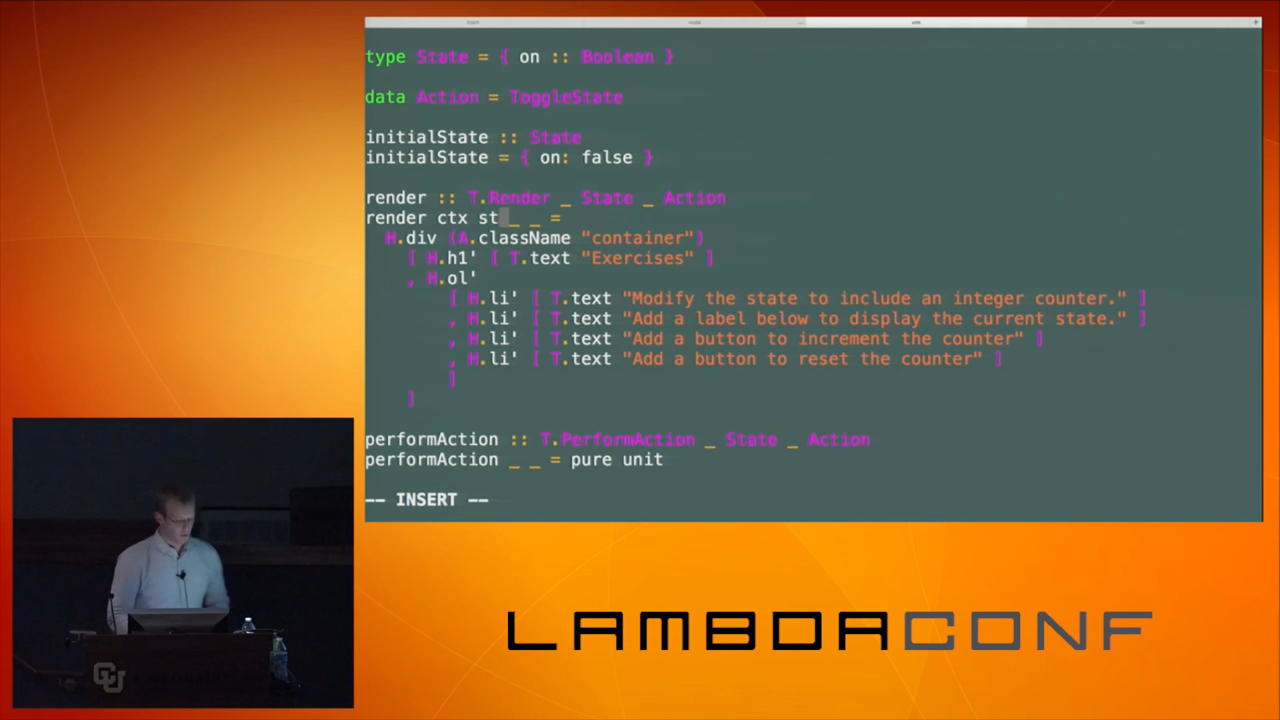 type State = { on :: Boolean }
data Action = ToggleState
initialState :: State
initialState = { on: false }
render :: T.Render _ State _ Action
render ctx st _ _ =
H.div (A.className "container")
[ H.h1' [ T.text "Exercises" ]
, H.ol'
[ H.li' [ T.text "Modify the state to include an integer counter." ]
, H.li' [ T.text "Add a label below to display the current state." ]
, H.li' [ T.text "Add a button to increment the counter" ]
, H.li' [ T.text "Add a button to reset the counter" ]
]
]
performAction :: T.PerformAction _ State _ Action
performAction _ _ = pure unit
-- INSERT --
LAMBDACONF
CU